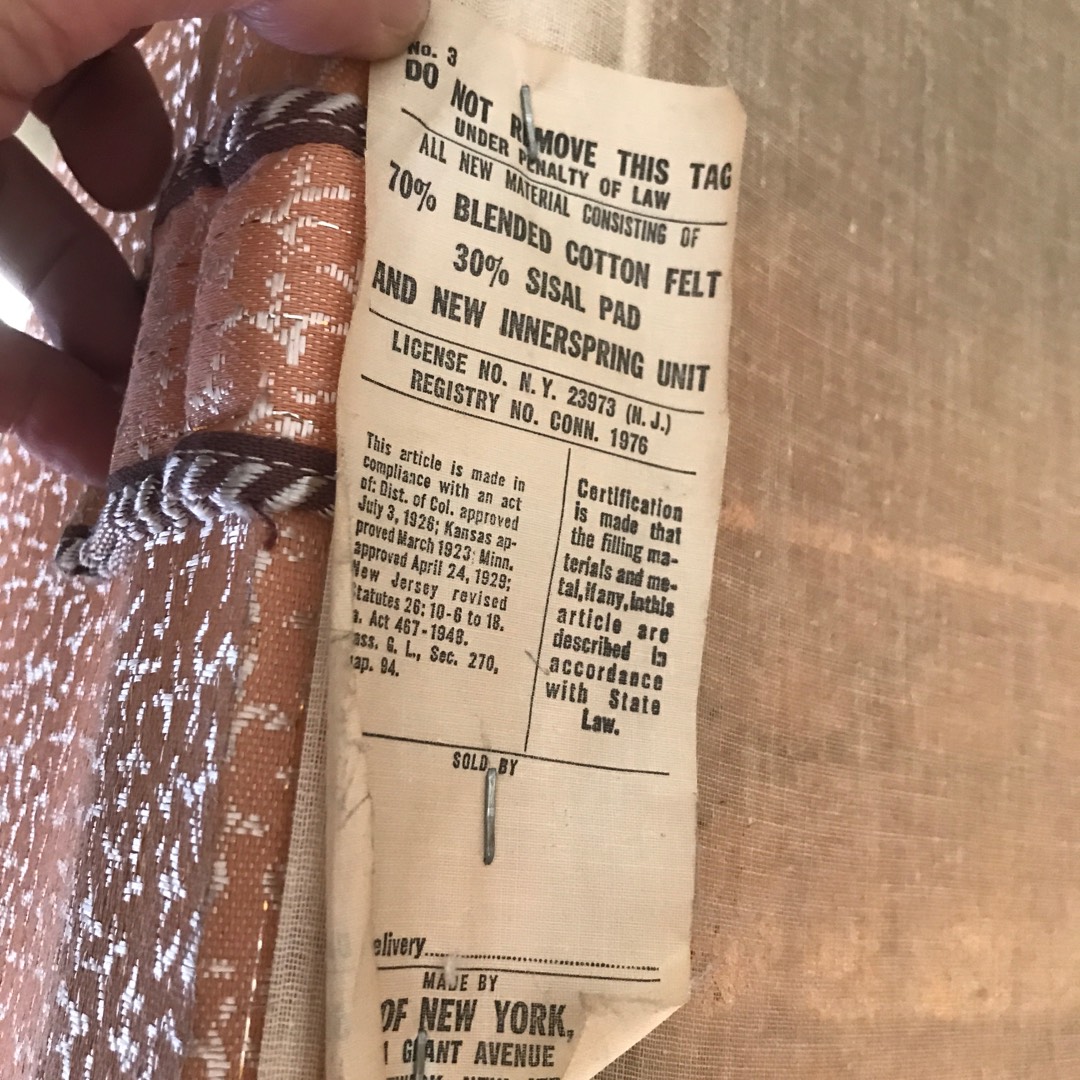 No. 3
DO NOT REMOVE THIS TAG
UNDER PENALTY OF LAW
ALL NEW MATERIAL CONSISTING OF
70% BLENDED COTTON FELT
30% SISAL PAD
AND NEW INNERSPRING UNIT
LICENSE NO. N.Y. 23973 (N.J.)
REGISTRY NO. CONN. 1976
This article is made in
compliance with an act
of: Dist. of Col. approved
July 3, 1926; Kansas ap-
proved March 1923; Minn.
approved April 24, 1929;
New Jersey revised
Statutes 26: 10-6 to 18.
a. Act 467-1948.
ass. G. L., Sec. 270,
ap. 94.
Certification
is made that
the filling ma-
terials and me-
tal, if any, in this
article are
described in
accordance
with State
Law.
SOLD BY
elivery
MADE BY
OF NEW YORK,
AVENUE